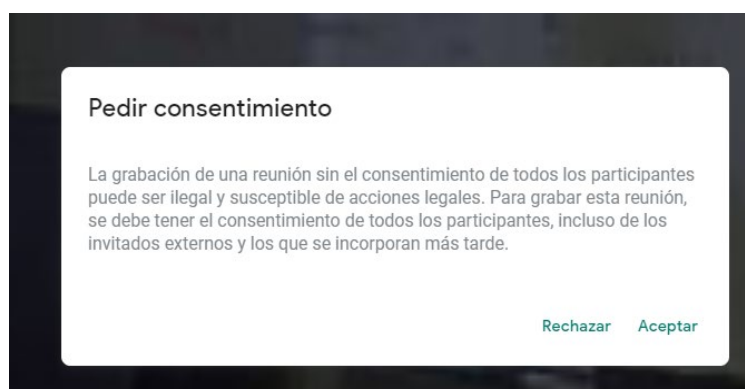 Pedir consentimiento
La grabación de una reunión sin el consentimiento de todos los participantes
puede ser ilegal y susceptible de acciones legales. Para grabar esta reunión,
se debe tener el consentimiento de todos los participantes, incluso de los
invitados externos y los que se incorporan más tarde.
Rechazar Aceptar